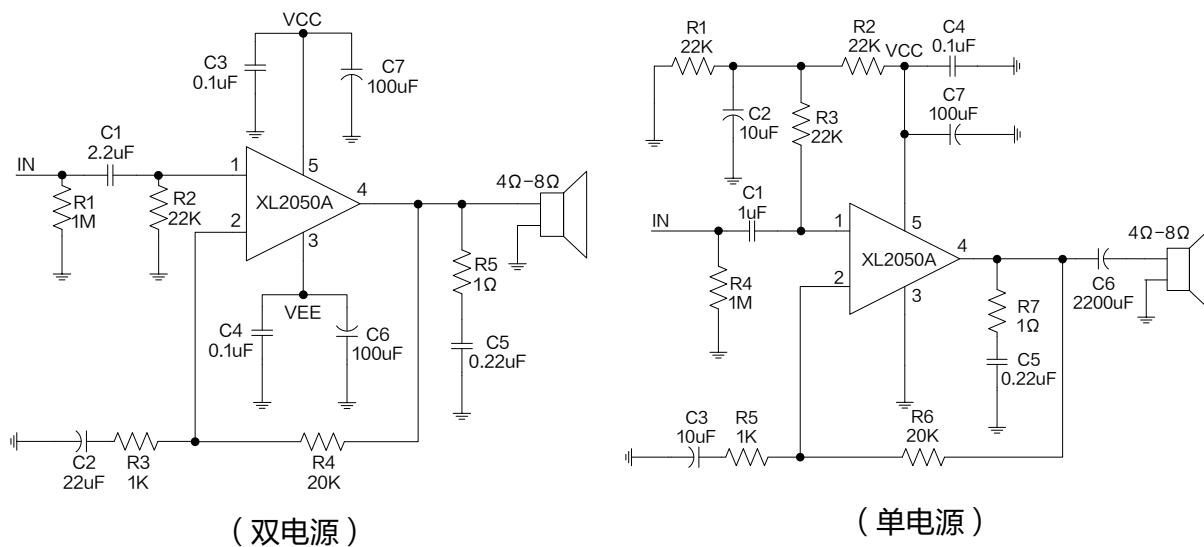 VCC
C3
0.1uF
C7
100uF
C1
2.2uF
IN
R1
1M
R2
22K
1
2
5
XL2050A
4
3
4Ω-8Ω
R5
1Ω
VEE
C4
0.1uF
C6
100uF
C5
0.22uF
C2
22uF
R3
1K
R4
20K
(双电源)
R1
22K
R2
22K
VCC
C4
0.1uF
C2
10uF
R3
22K
C7
100uF
C1
1uF
IN
R4
1M
1
2
5
XL2050A
4
3
4Ω-8Ω
C6
2200uF
R7
1Ω
C5
0.22uF
C3
10uF
R5
1K
R6
20K
(单电源)